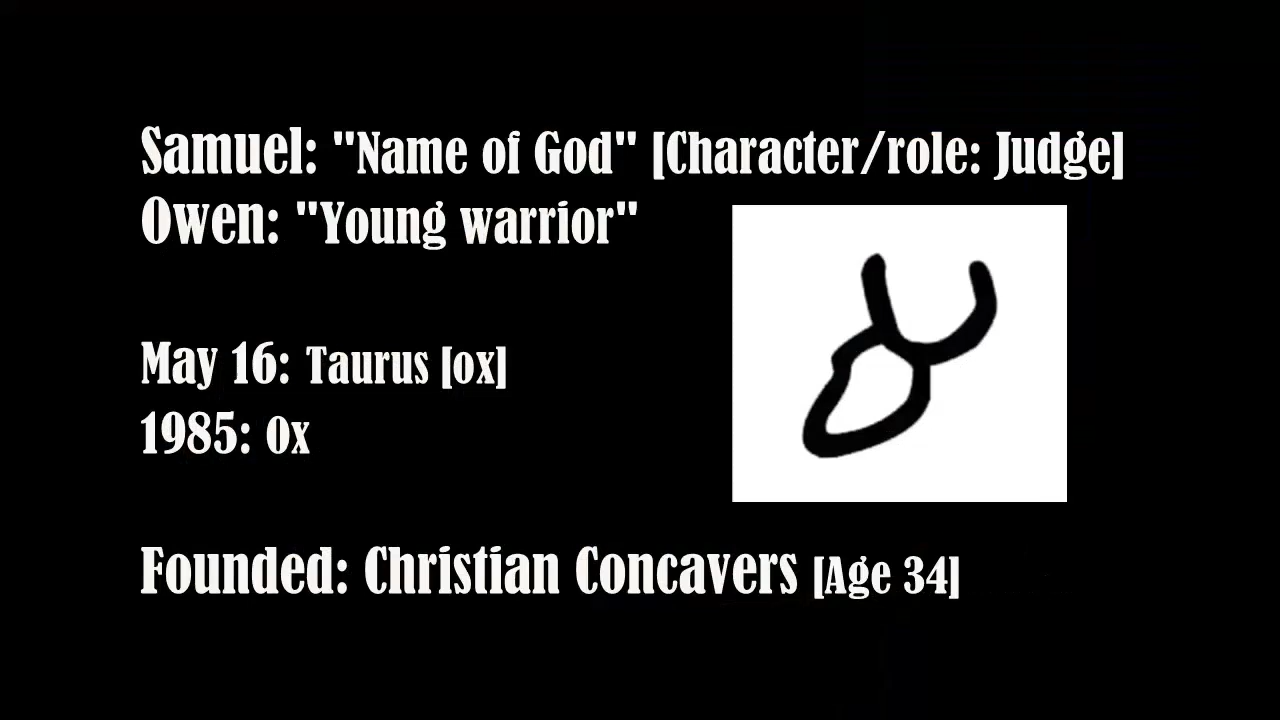 Samuel: "Name of God" [Character/role: Judge]
Owen: "Young warrior"
May 16: Taurus [ox]
1985: Ox
Founded: Christian Concavers [Age 34]